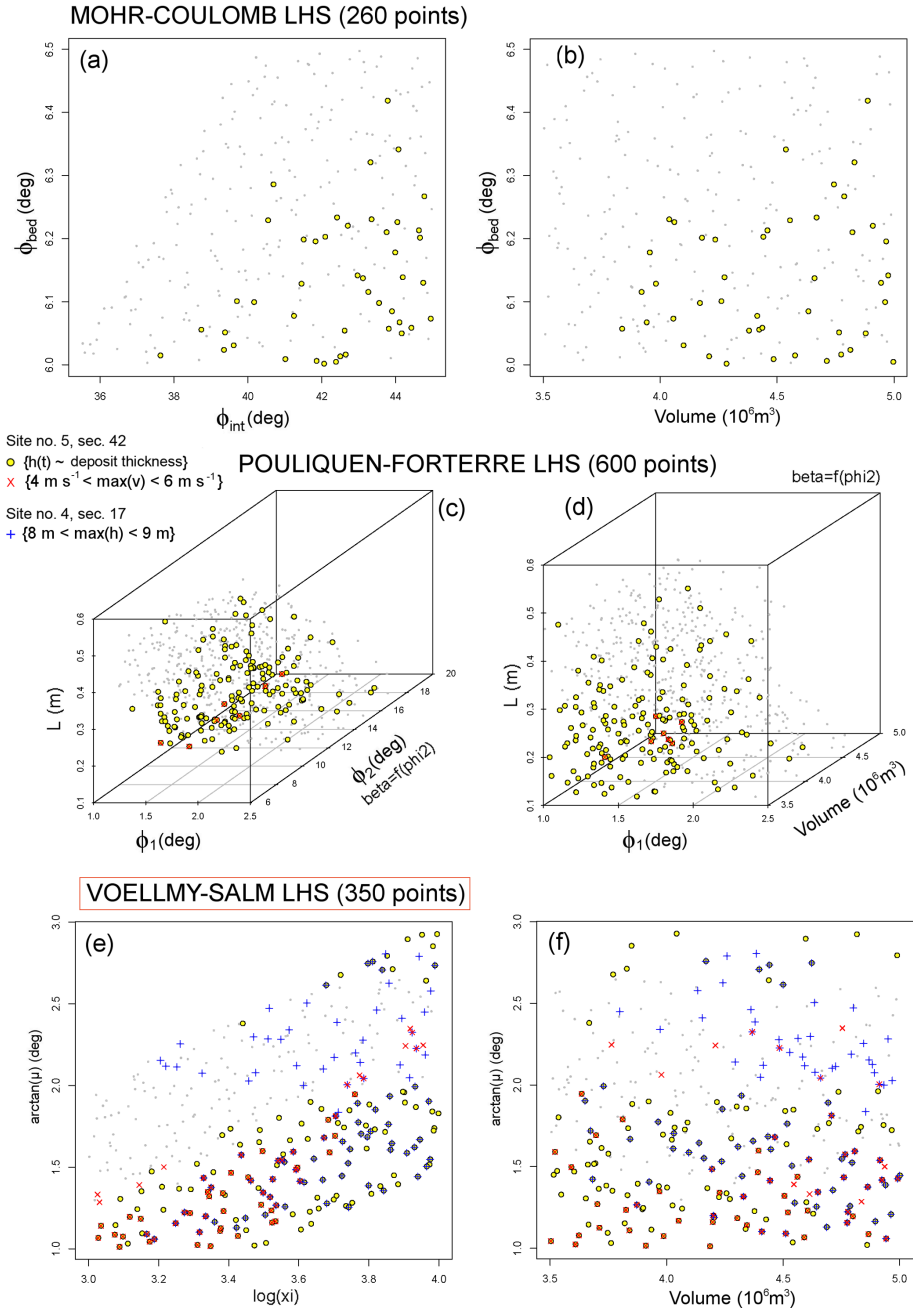 MOHR-COULOMB LHS (260 points)
(a)
ϕbed (deg)
6.5
6.4
6.3
6.2
6.1
6.0
36 38 40 42 44
ϕint (deg)
(b)
ϕbed (deg)
6.5
6.4
6.3
6.2
6.1
6.0
3.5 4.0 4.5 5.0
Volume (10⁶m³)
Site no. 5, sec. 42
{h(t) ~ deposit thickness}
{4 m s⁻¹ < max(v) < 6 m s⁻¹}
Site no. 4, sec. 17
{8 m < max(h) < 9 m}
POULIQUEN-FORTERRE LHS (600 points)
(c)
L (m)
0.6
0.5
0.4
0.3
0.2
0.1
1.0 1.5 2.0 2.5
ϕ1(deg)
6 8 10 12 14 16 18 20
ϕ2(deg)
beta=f(phi2)
beta=f(phi2)
(d)
L (m)
0.6
0.5
0.4
0.3
0.2
0.1
1.0 1.5 2.0 2.5
ϕ1(deg)
3.5 4.0 4.5 5.0
Volume (10⁶m³)
VOELLMY-SALM LHS (350 points)
(e)
arctan(μ) (deg)
3.0
2.5
2.0
1.5
1.0
3.0 3.2 3.4 3.6 3.8 4.0
log(xi)
(f)
arctan(μ) (deg)
3.0
2.5
2.0
1.5
1.0
3.5 4.0 4.5 5.0
Volume (10⁶m³)